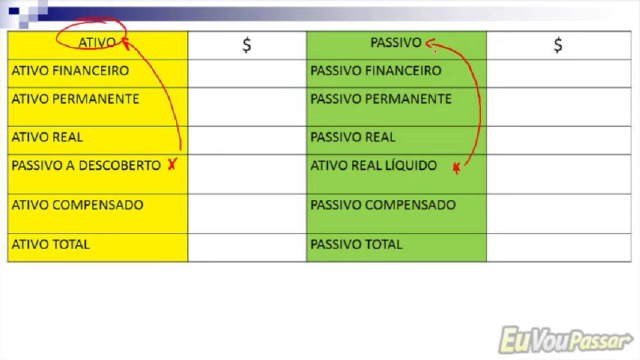 ATIVO $ PASSIVO $
ATIVO FINANCEIRO PASSIVO FINANCEIRO
ATIVO PERMANENTE PASSIVO PERMANENTE
ATIVO REAL PASSIVO REAL
PASSIVO A DESCOBERTO X ATIVO REAL LÍQUIDO
ATIVO COMPENSADO PASSIVO COMPENSADO
ATIVO TOTAL PASSIVO TOTAL
EuVouPassar